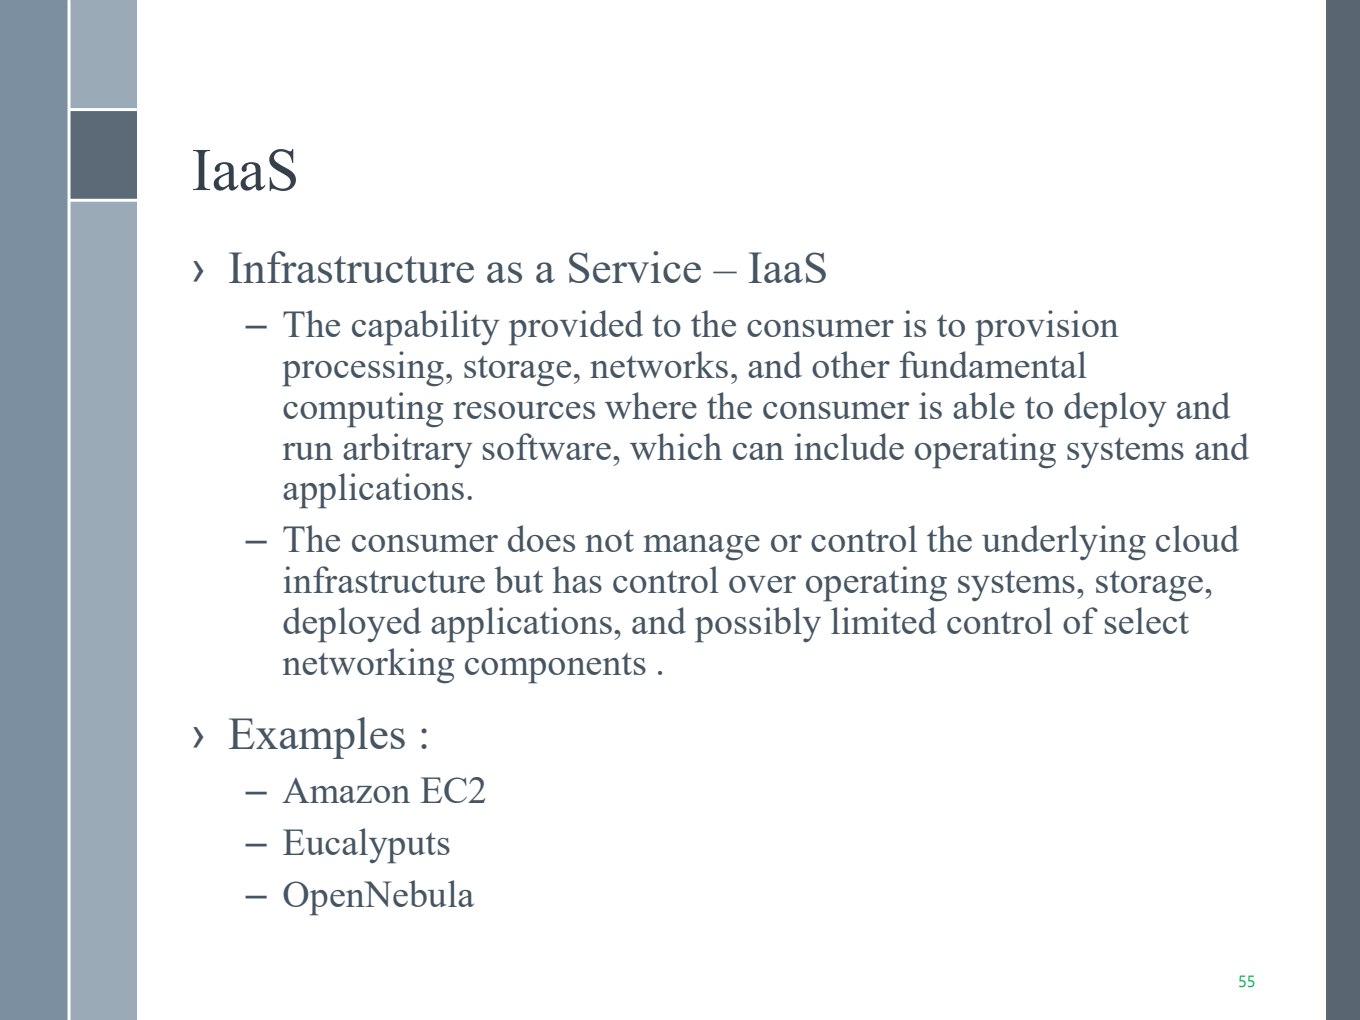 IaaS
› Infrastructure as a Service – IaaS
– The capability provided to the consumer is to provision
processing, storage, networks, and other fundamental
computing resources where the consumer is able to deploy and
run arbitrary software, which can include operating systems and
applications.
– The consumer does not manage or control the underlying cloud
infrastructure but has control over operating systems, storage,
deployed applications, and possibly limited control of select
networking components .
› Examples :
– Amazon EC2
– Eucalyputs
– OpenNebula
55